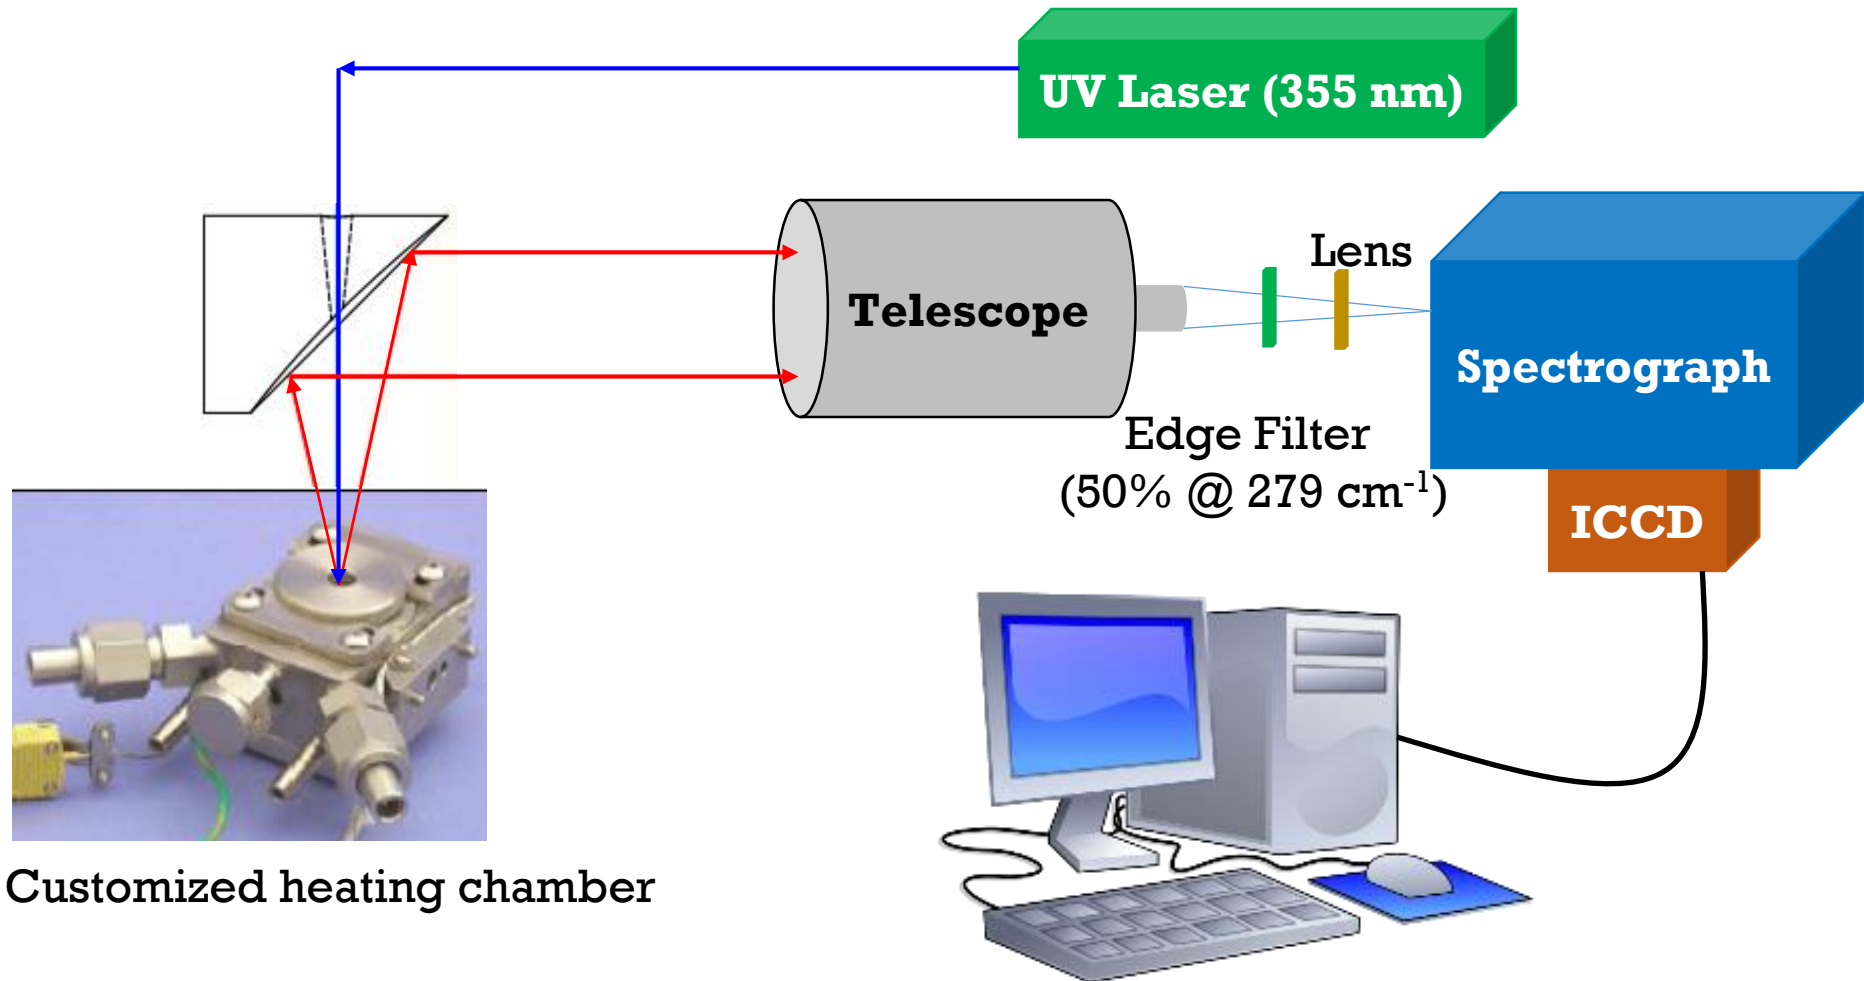 UV Laser (355 nm)
Lens
Telescope
Spectrograph
Edge Filter
(50% @ 279 cm⁻¹)
ICCD
Customized heating chamber